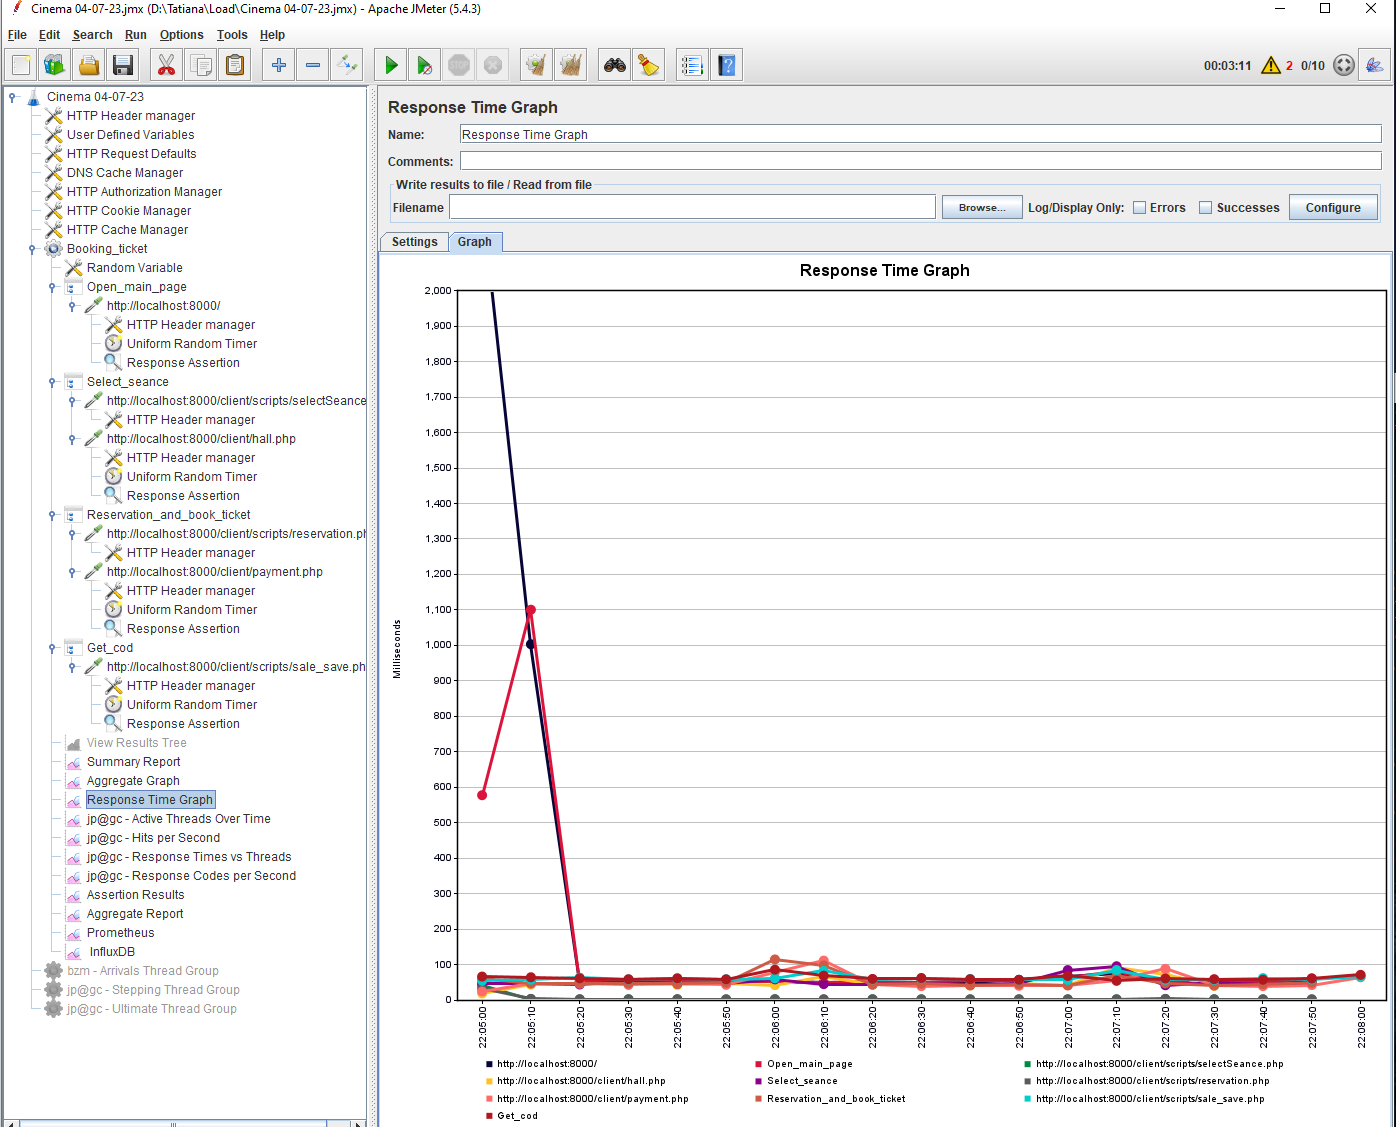 Cinema 04-07-23.jmx (D:\Tatiana\Load\Cinema 04-07-23.jmx) - Apache JMeter (5.4.3)
File Edit Search Run Options Tools Help
00:03:11 2 0/10
Cinema 04-07-23
HTTP Header manager
User Defined Variables
HTTP Request Defaults
DNS Cache Manager
HTTP Authorization Manager
HTTP Cookie Manager
HTTP Cache Manager
Booking_ticket
Random Variable
Open_main_page
http://localhost:8000/
HTTP Header manager
Uniform Random Timer
Response Assertion
Select_seance
http://localhost:8000/client/scripts/selectSeance
HTTP Header manager
http://localhost:8000/client/hall.php
HTTP Header manager
Uniform Random Timer
Response Assertion
Reservation_and_book_ticket
http://localhost:8000/client/scripts/reservation.ph
HTTP Header manager
http://localhost:8000/client/payment.php
HTTP Header manager
Uniform Random Timer
Response Assertion
Get_cod
http://localhost:8000/client/scripts/sale_save.ph
HTTP Header manager
Uniform Random Timer
Response Assertion
View Results Tree
Summary Report
Aggregate Graph
Response Time Graph
jp@gc - Active Threads Over Time
jp@gc - Hits per Second
jp@gc - Response Times vs Threads
jp@gc - Response Codes per Second
Assertion Results
Aggregate Report
Prometheus
InfluxDB
bzm - Arrivals Thread Group
jp@gc - Stepping Thread Group
jp@gc - Ultimate Thread Group
Response Time Graph
Name: Response Time Graph
Comments:
Write results to file / Read from file
Filename Browse... Log/Display Only: Errors Successes Configure
Settings Graph
Response Time Graph
2,000
1,900
1,800
1,700
1,600
1,500
1,400
1,300
1,200
1,100
1,000
900
800
700
600
500
400
300
200
100
0
Milliseconds
22:05:00 22:05:10 22:05:20 22:05:30 22:05:40 22:05:50 22:06:00 22:06:10 22:06:20 22:06:30 22:06:40 22:06:50 22:07:00 22:07:10 22:07:20 22:07:30 22:07:40 22:07:50 22:08:00
http://localhost:8000/ Open_main_page http://localhost:8000/client/scripts/selectSeance.php
http://localhost:8000/client/hall.php Select_seance http://localhost:8000/client/scripts/reservation.php
http://localhost:8000/client/payment.php Reservation_and_book_ticket http://localhost:8000/client/scripts/sale_save.php
Get_cod